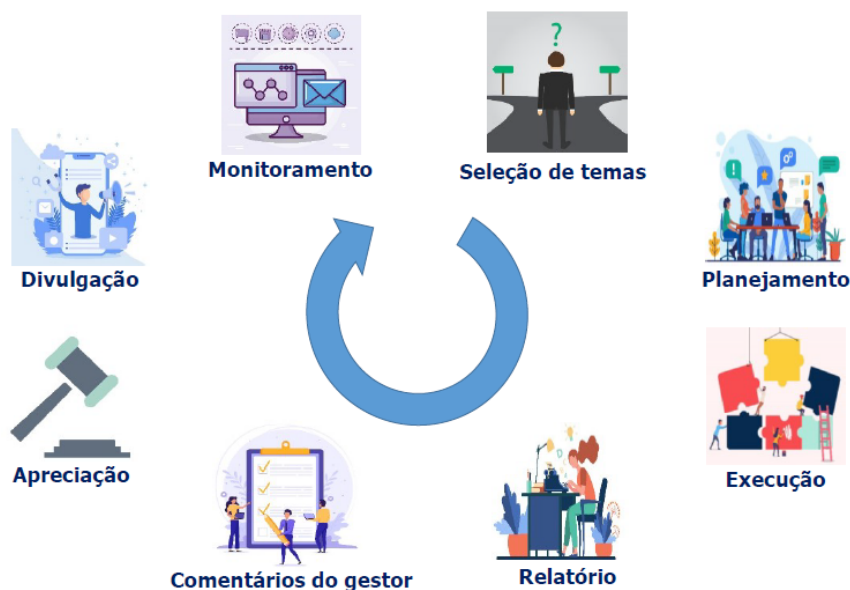 Monitoramento
Seleção de temas
Divulgação
Planejamento
Apreciação
Execução
Comentários do gestor
Relatório